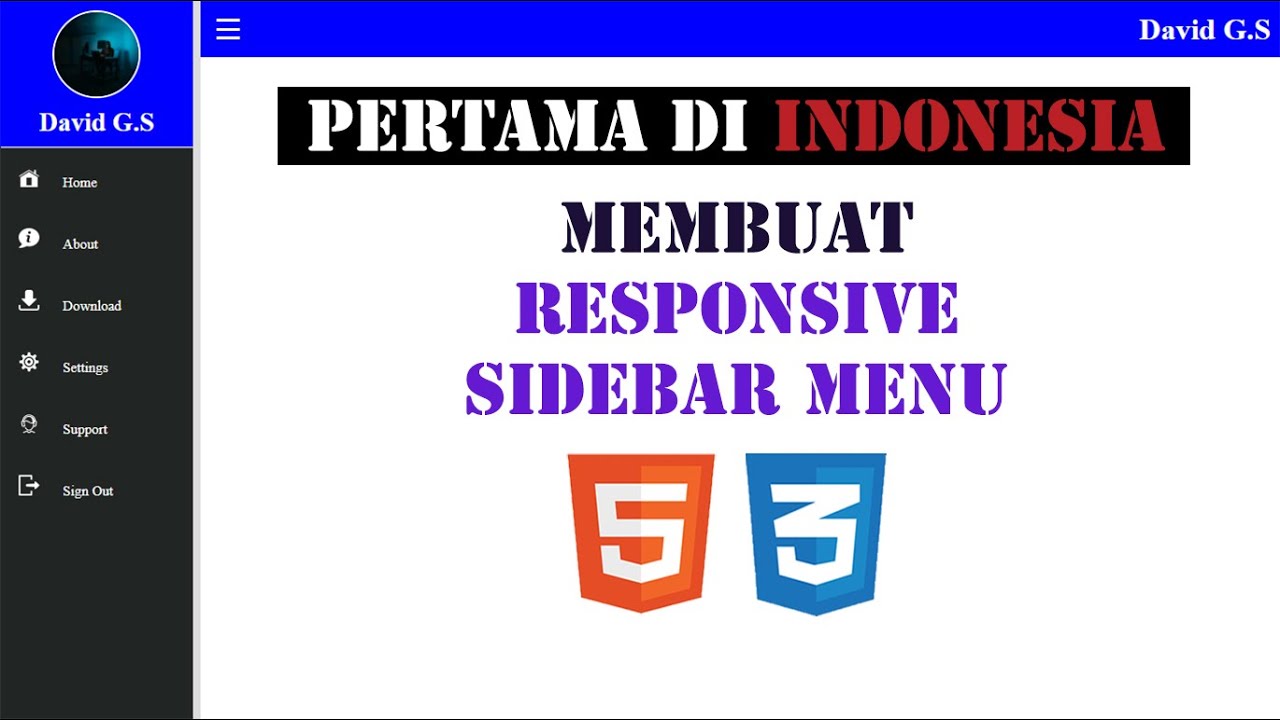 David G.S
David G.S
Home
About
Download
Settings
Support
Sign Out
PERTAMA DI INDONESIA
MEMBUAT
RESPONSIVE
SIDEBAR MENU
5 3